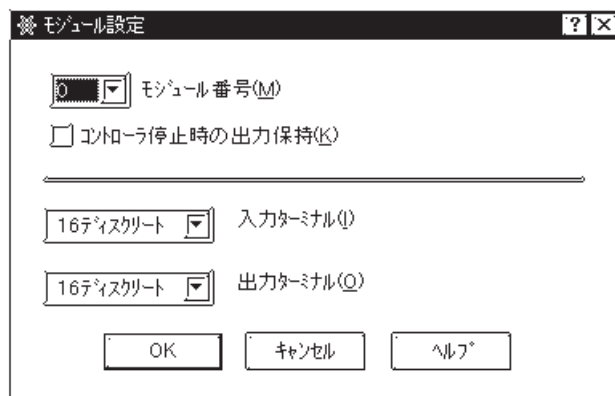 モジュール設定
0 モジュール番号(M)
コントローラ停止時の出力保持(K)
16ディスクリート 入力ターミナル(I)
16ディスクリート 出力ターミナル(O)
OK キャンセル ヘルプ